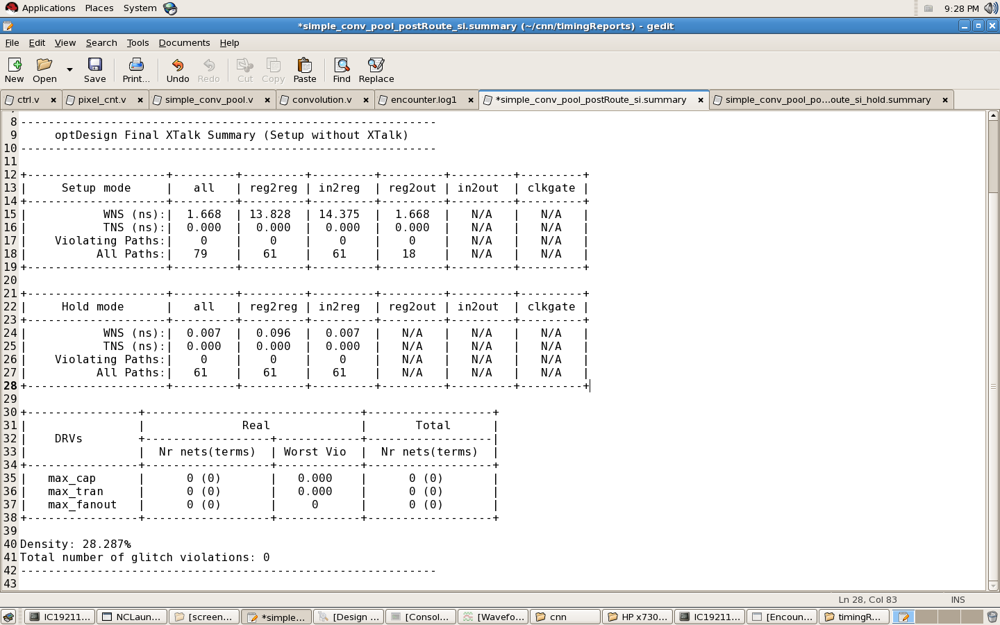 Applications Places System 9:28 PM
*simple_conv_pool_postRoute_si.summary (~/cnn/timingReports) - gedit
File Edit View Search Tools Documents Help
New Open Save Print... Undo Redo Cut Copy Paste Find Replace
ctrl.v pixel_cnt.v simple_conv_pool.v convolution.v encounter.log1 *simple_conv_pool_postRoute_si.summary simple_conv_pool_po...oute_si_hold.summary
8 ------------------------------------------------------------
9      optDesign Final XTalk Summary (Setup without XTalk)
10 ------------------------------------------------------------
11
12 +--------------------+---------+---------+---------+---------+---------+---------+
13 |     Setup mode     |   all   | reg2reg | in2reg  | reg2out | in2out  | clkgate |
14 +--------------------+---------+---------+---------+---------+---------+---------+
15 |           WNS (ns):|  1.668  | 13.828  | 14.375  |  1.668  |   N/A   |   N/A   |
16 |           TNS (ns):|  0.000  |  0.000  |  0.000  |  0.000  |   N/A   |   N/A   |
17 |    Violating Paths:|    0    |    0    |    0    |    0    |   N/A   |   N/A   |
18 |          All Paths:|   79    |   61    |   61    |   18    |   N/A   |   N/A   |
19 +--------------------+---------+---------+---------+---------+---------+---------+
20
21 +--------------------+---------+---------+---------+---------+---------+---------+
22 |     Hold mode      |   all   | reg2reg | in2reg  | reg2out | in2out  | clkgate |
23 +--------------------+---------+---------+---------+---------+---------+---------+
24 |           WNS (ns):|  0.007  |  0.096  |  0.007  |   N/A   |   N/A   |   N/A   |
25 |           TNS (ns):|  0.000  |  0.000  |  0.000  |   N/A   |   N/A   |   N/A   |
26 |    Violating Paths:|    0    |    0    |    0    |   N/A   |   N/A   |   N/A   |
27 |          All Paths:|   61    |   61    |   61    |   N/A   |   N/A   |   N/A   |
28 +--------------------+---------+---------+---------+---------+---------+---------+
29
30 +----------------+-------------------------------+------------------+
31 |                |              Real             |       Total      |
32 |    DRVs        +------------------+------------+------------------|
33 |                |  Nr nets(terms)  | Worst Vio  |  Nr nets(terms)  |
34 +----------------+------------------+------------+------------------+
35 |   max_cap      |      0 (0)       |   0.000    |      0 (0)       |
36 |   max_tran     |      0 (0)       |   0.000    |      0 (0)       |
37 |   max_fanout   |      0 (0)       |     0      |      0 (0)       |
38 +----------------+------------------+------------+------------------+
39
40 Density: 28.287%
41 Total number of glitch violations: 0
42 ------------------------------------------------------------
43
Ln 28, Col 83 INS
IC19211... NCLaun... [screen... *simple... [Design ... [Consol... [Wavefo... cnn HP x730... IC19211... [Encoun... timingR...